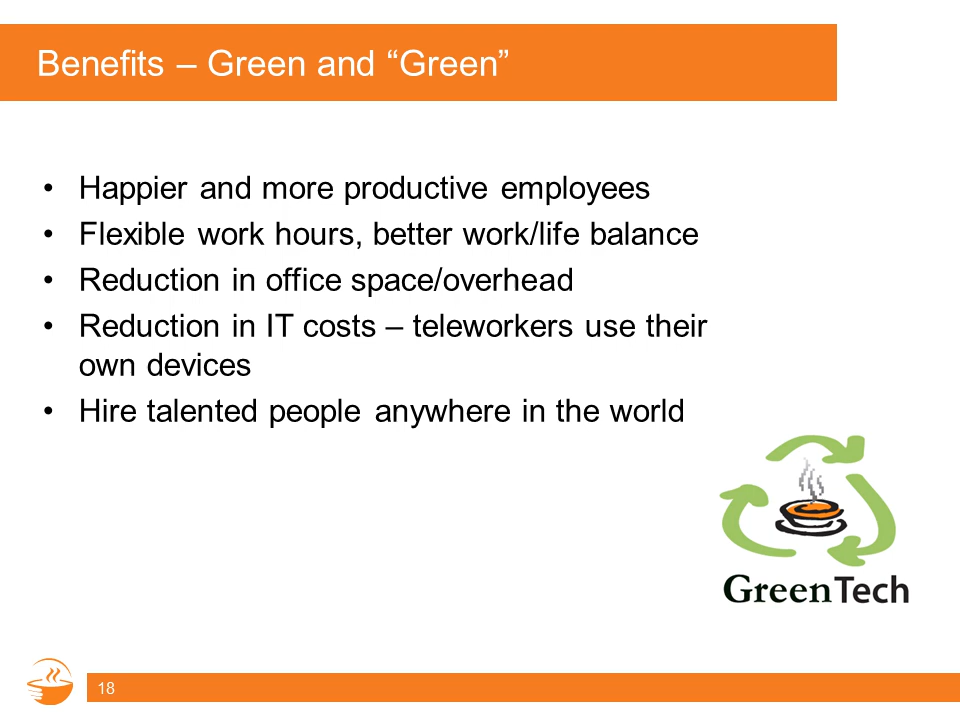 Benefits – Green and “Green”
• Happier and more productive employees
• Flexible work hours, better work/life balance
• Reduction in office space/overhead
• Reduction in IT costs – teleworkers use their
own devices
• Hire talented people anywhere in the world
GreenTech
18